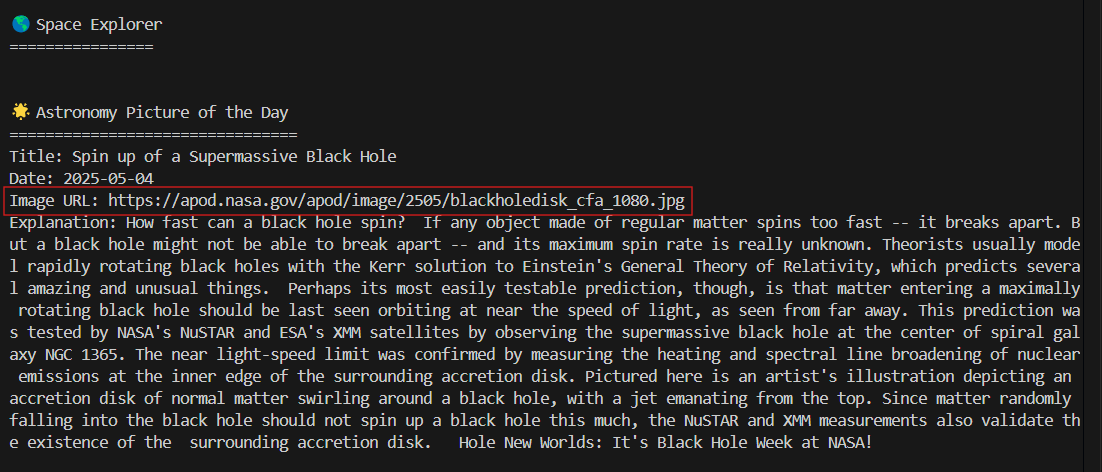 🌎 Space Explorer
================
🌟 Astronomy Picture of the Day
================================
Title: Spin up of a Supermassive Black Hole
Date: 2025-05-04
Image URL: https://apod.nasa.gov/apod/image/2505/blackholedisk_cfa_1080.jpg
Explanation: How fast can a black hole spin?  If any object made of regular matter spins too fast -- it breaks apart. B
ut a black hole might not be able to break apart -- and its maximum spin rate is really unknown. Theorists usually mode
l rapidly rotating black holes with the Kerr solution to Einstein's General Theory of Relativity, which predicts severa
l amazing and unusual things.  Perhaps its most easily testable prediction, though, is that matter entering a maximally
 rotating black hole should be last seen orbiting at near the speed of light, as seen from far away. This prediction wa
s tested by NASA's NuSTAR and ESA's XMM satellites by observing the supermassive black hole at the center of spiral gal
axy NGC 1365. The near light-speed limit was confirmed by measuring the heating and spectral line broadening of nuclear
 emissions at the inner edge of the surrounding accretion disk. Pictured here is an artist's illustration depicting an
accretion disk of normal matter swirling around a black hole, with a jet emanating from the top. Since matter randomly
falling into the black hole should not spin up a black hole this much, the NuSTAR and XMM measurements also validate th
e existence of the  surrounding accretion disk.   Hole New Worlds: It's Black Hole Week at NASA!